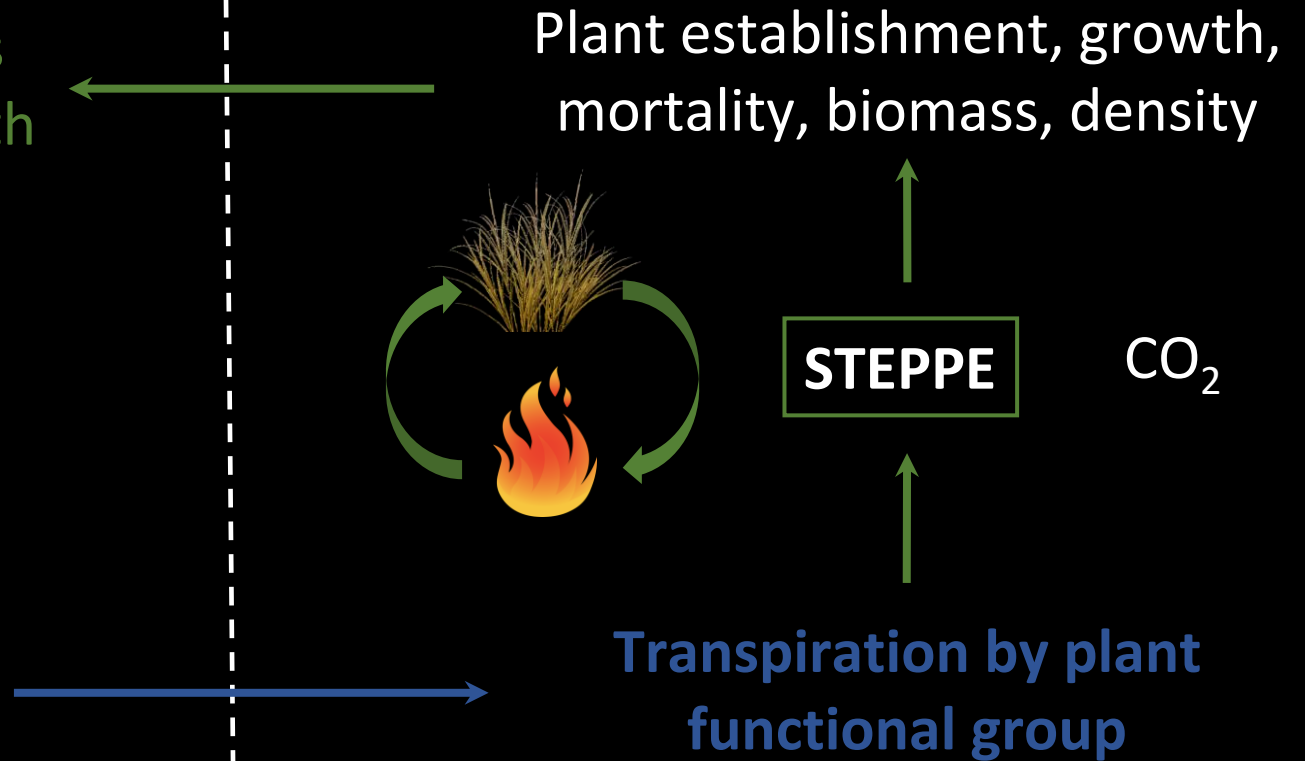 Plant establishment, growth,
mortality, biomass, density
STEPPE
CO₂
Transpiration by plant
functional group